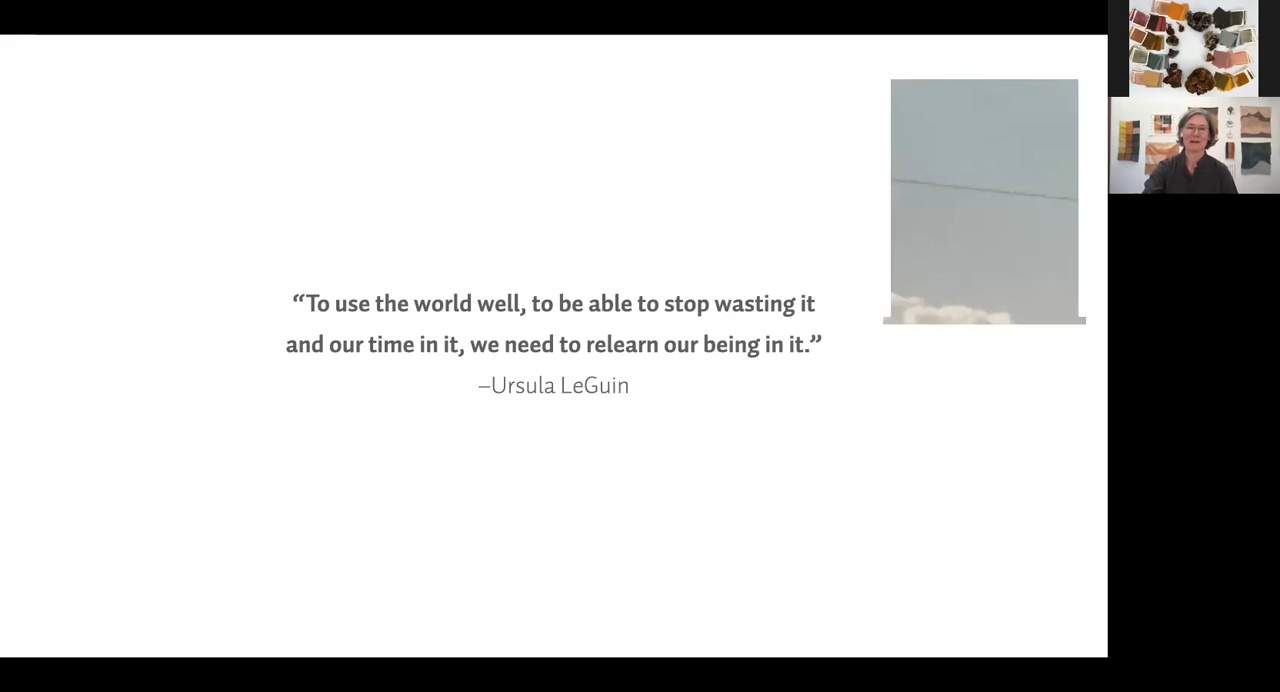 “To use the world well, to be able to stop wasting it
and our time in it, we need to relearn our being in it.”
–Ursula LeGuin